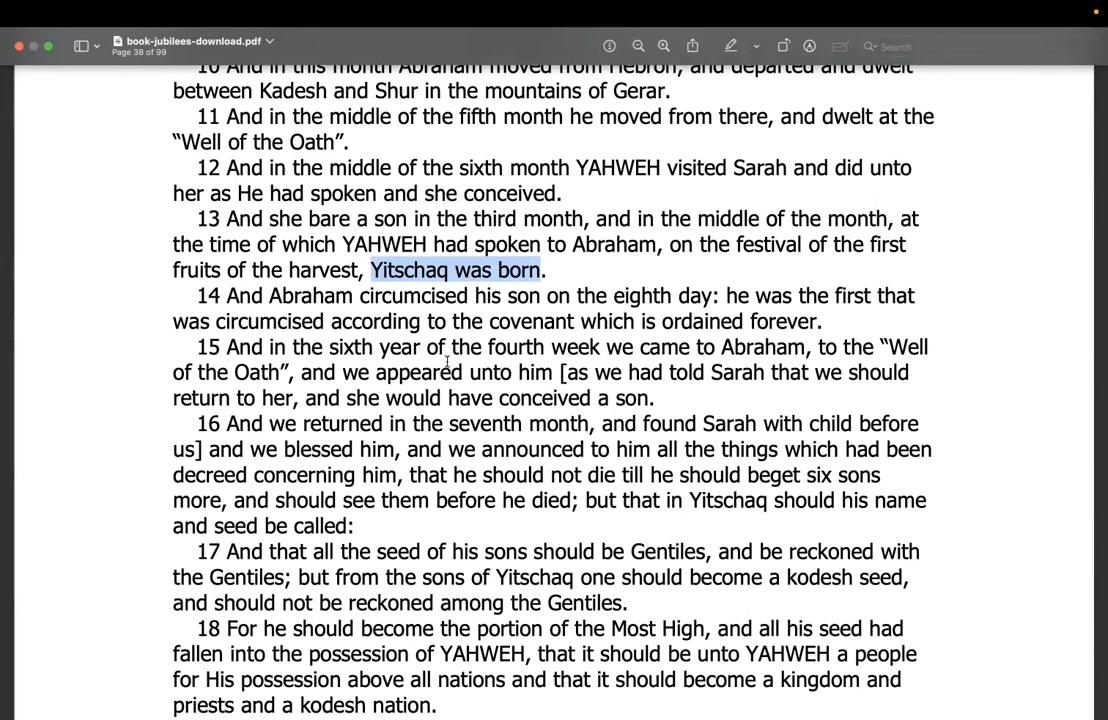 book-jubilees-download.pdf
Page 38 of 99
Search
10 And in this month Abraham moved from Hebron, and departed and dwelt
between Kadesh and Shur in the mountains of Gerar.
11 And in the middle of the fifth month he moved from there, and dwelt at the
“Well of the Oath”.
12 And in the middle of the sixth month YAHWEH visited Sarah and did unto
her as He had spoken and she conceived.
13 And she bare a son in the third month, and in the middle of the month, at
the time of which YAHWEH had spoken to Abraham, on the festival of the first
fruits of the harvest, Yitschaq was born.
14 And Abraham circumcised his son on the eighth day: he was the first that
was circumcised according to the covenant which is ordained forever.
15 And in the sixth year of the fourth week we came to Abraham, to the “Well
of the Oath”, and we appeared unto him [as we had told Sarah that we should
return to her, and she would have conceived a son.
16 And we returned in the seventh month, and found Sarah with child before
us] and we blessed him, and we announced to him all the things which had been
decreed concerning him, that he should not die till he should beget six sons
more, and should see them before he died; but that in Yitschaq should his name
and seed be called:
17 And that all the seed of his sons should be Gentiles, and be reckoned with
the Gentiles; but from the sons of Yitschaq one should become a kodesh seed,
and should not be reckoned among the Gentiles.
18 For he should become the portion of the Most High, and all his seed had
fallen into the possession of YAHWEH, that it should be unto YAHWEH a people
for His possession above all nations and that it should become a kingdom and
priests and a kodesh nation.